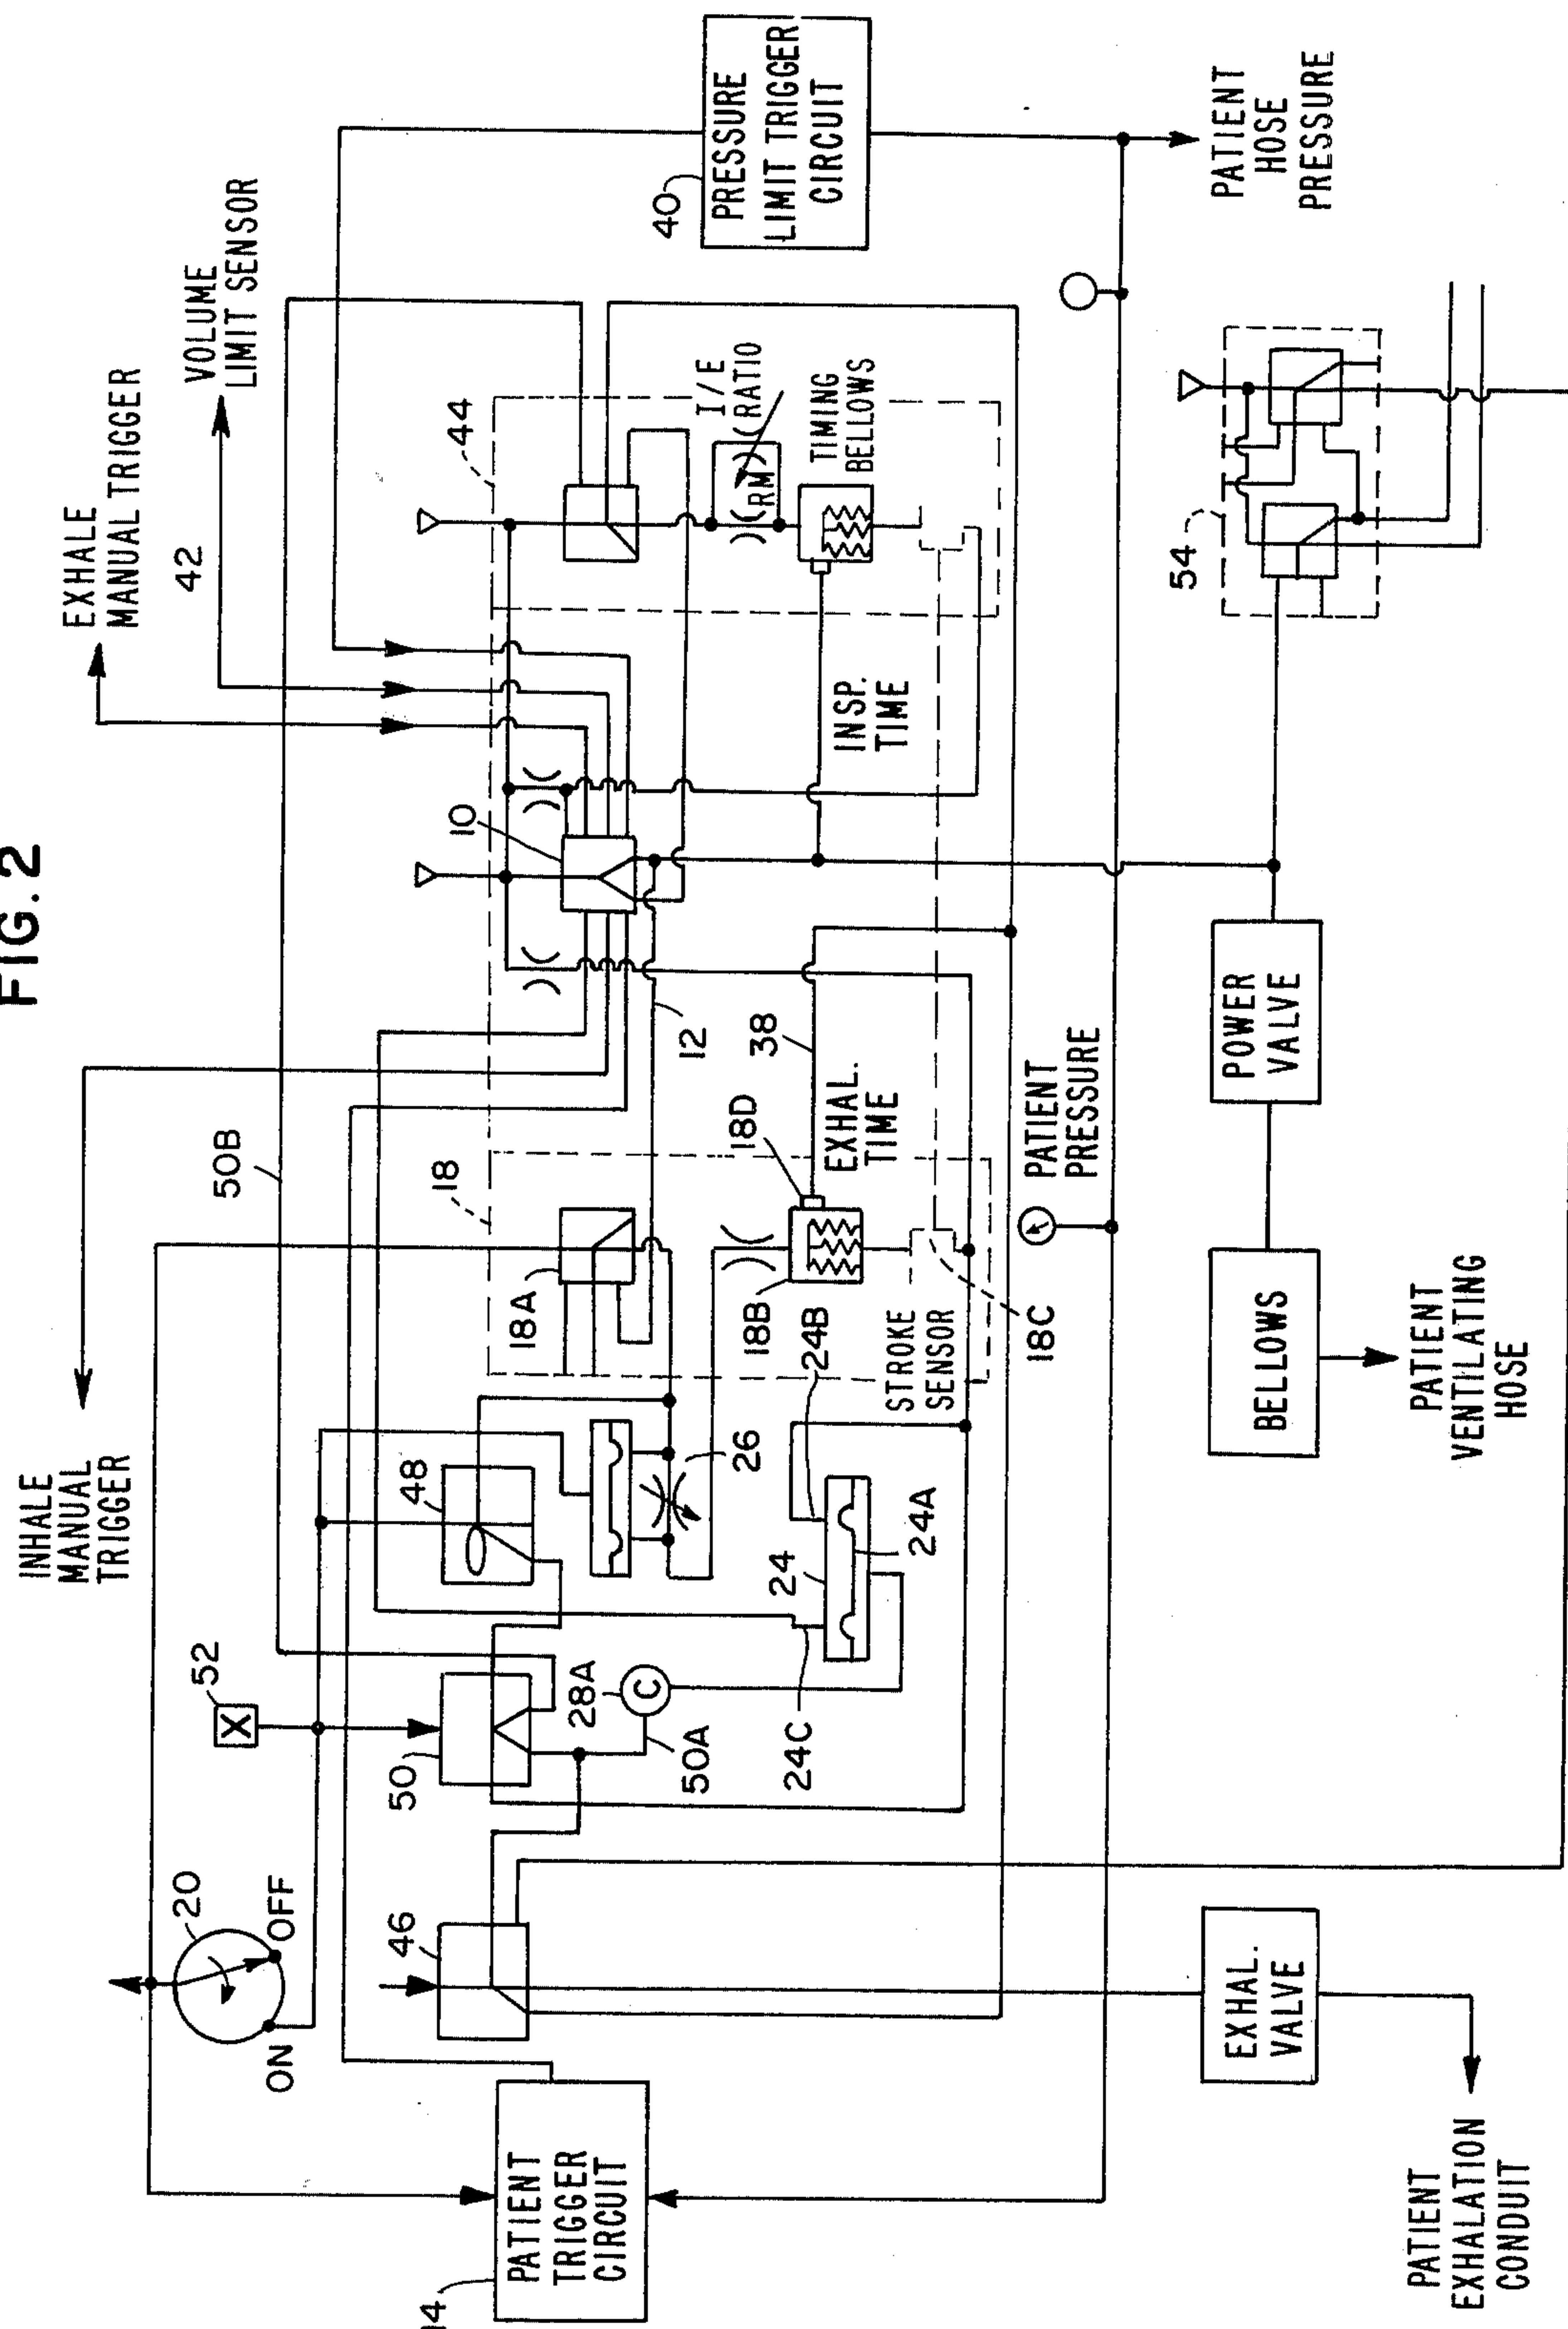 FIG. 2
INHALE
MANUAL
TRIGGER
EXHALE
MANUAL TRIGGER
VOLUME
LIMIT SENSOR
42
50B
52
20
OFF
ON
46
50
48
28A
50A
24C
24
24A
24B
26
18
18A
18B
18D
18C
STROKE
SENSOR
EXHAL.
TIME
38
12
10
INSP.
TIME
44
I/E
RATIO
RM
TIMING
BELLOWS
40
PRESSURE
LIMIT TRIGGER
CIRCUIT
PATIENT
HOSE
PRESSURE
PATIENT
PRESSURE
54
POWER
VALVE
BELLOWS
PATIENT
VENTILATING
HOSE
EXHAL.
VALVE
PATIENT
EXHALATION
CONDUIT
PATIENT
TRIGGER
CIRCUIT
14
X
C